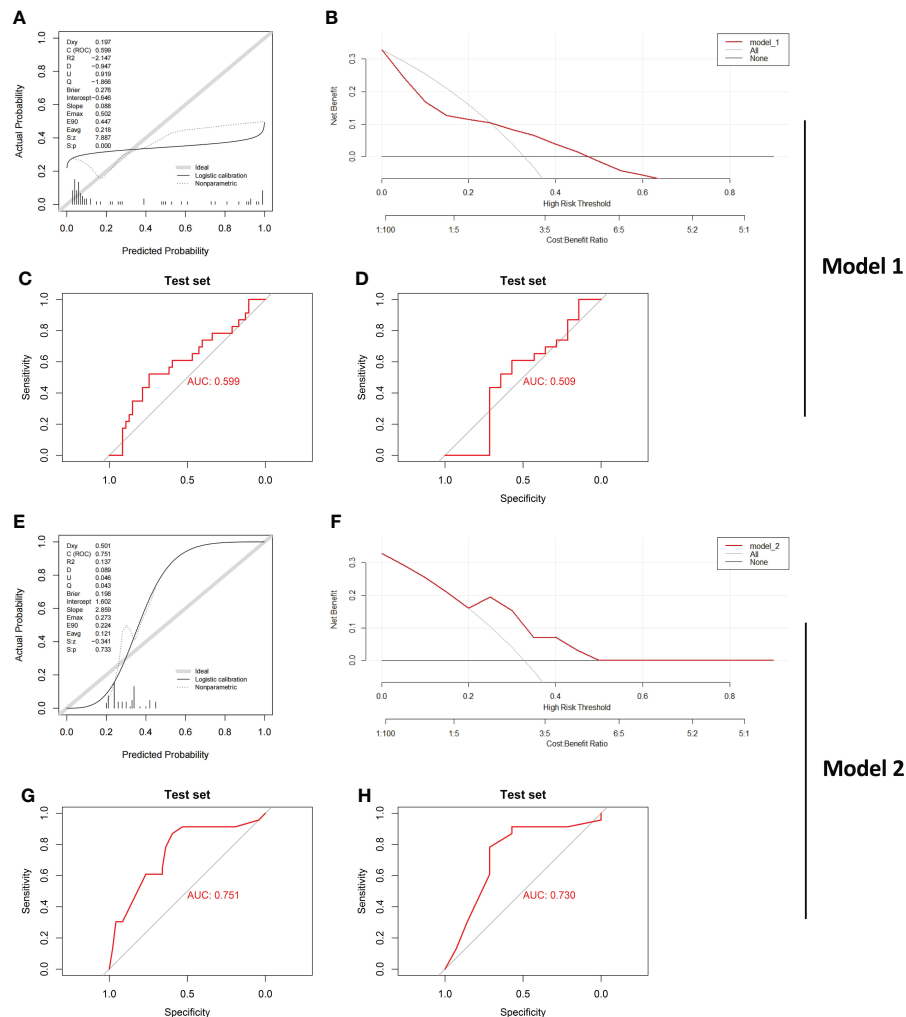 A
Dxy 0.197
C (ROC) 0.599
R2 −2.147
D −0.947
U 0.919
Q −1.866
Brier 0.276
Intercept −0.646
Slope 0.088
Emax 0.502
E90 0.447
Eavg 0.218
S:z 7.887
S:p 0.000
Ideal
Logistic calibration
Nonparametric
Actual Probability
0.0 0.2 0.4 0.6 0.8 1.0
0.0 0.2 0.4 0.6 0.8 1.0
Predicted Probability
B
model_1
All
None
Net Benefit
0.0 0.1 0.2 0.3
0.0 0.2 0.4 0.6 0.8
High Risk Threshold
1:100 1:5 3:5 6:5 5:2 5:1
Cost:Benefit Ratio
Model 1
C
Test set
Sensitivity
0.0 0.2 0.4 0.6 0.8 1.0
AUC: 0.599
1.0 0.5 0.0
D
Test set
Sensitivity
0.0 0.2 0.4 0.6 0.8 1.0
AUC: 0.509
1.0 0.5 0.0
Specificity
E
Dxy 0.501
C (ROC) 0.751
R2 0.137
D 0.089
U 0.046
Q 0.043
Brier 0.198
Intercept 1.602
Slope 2.859
Emax 0.273
E90 0.224
Eavg 0.121
S:z −0.341
S:p 0.733
Ideal
Logistic calibration
Nonparametric
Actual Probability
0.0 0.2 0.4 0.6 0.8 1.0
0.0 0.2 0.4 0.6 0.8 1.0
Predicted Probability
F
model_2
All
None
Net Benefit
0.0 0.1 0.2 0.3
0.0 0.2 0.4 0.6 0.8
High Risk Threshold
1:100 1:5 3:5 6:5 5:2 5:1
Cost:Benefit Ratio
Model 2
G
Test set
Sensitivity
0.0 0.2 0.4 0.6 0.8 1.0
AUC: 0.751
1.0 0.5 0.0
Specificity
H
Test set
Sensitivity
0.0 0.2 0.4 0.6 0.8 1.0
AUC: 0.730
1.0 0.5 0.0
Specificity